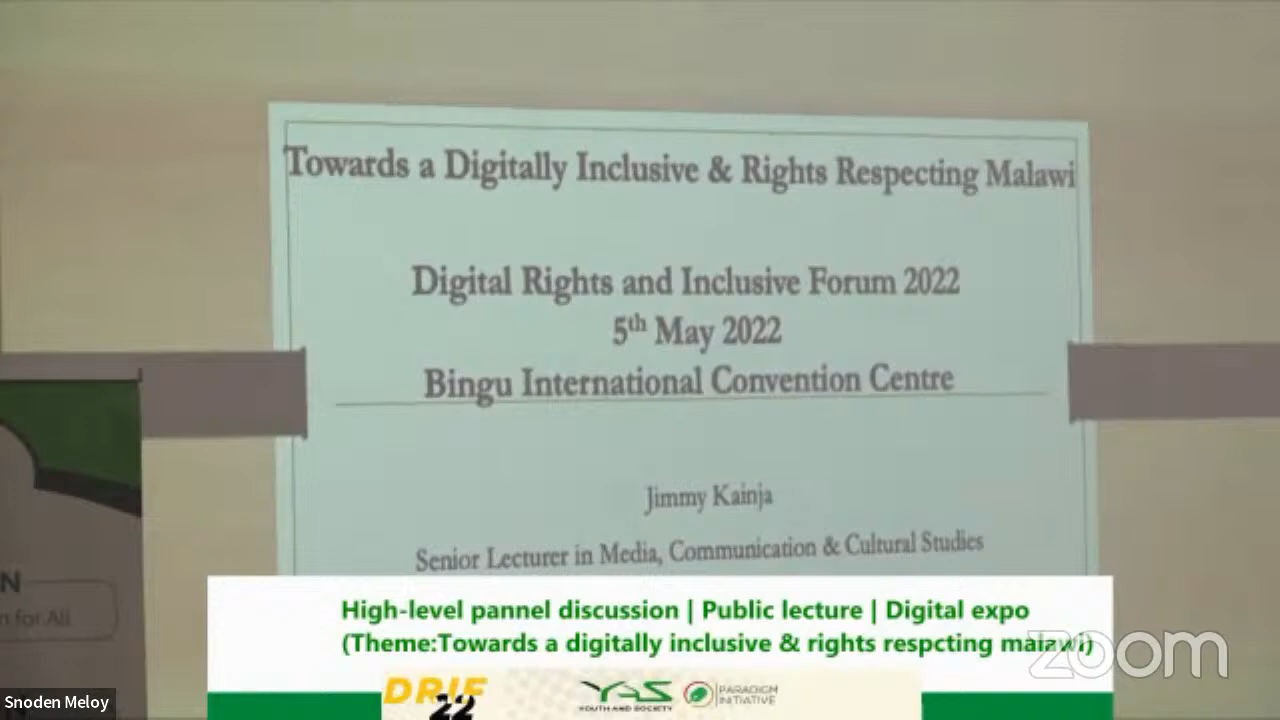 Towards a Digitally Inclusive & Rights Respecting Malawi
Digital Rights and Inclusive Forum 2022
5th May 2022
Bingu International Convention Centre
Jimmy Kainja
Senior Lecturer in Media, Communication & Cultural Studies
N
n for All
High-level pannel discussion | Public lecture | Digital expo
(Theme:Towards a digitally inclusive & rights respcting malawi)
zoom
DRIF
22
YAS
YOUTH AND SOCIETY
PARADIGM
INITIATIVE
Supoden Meloy